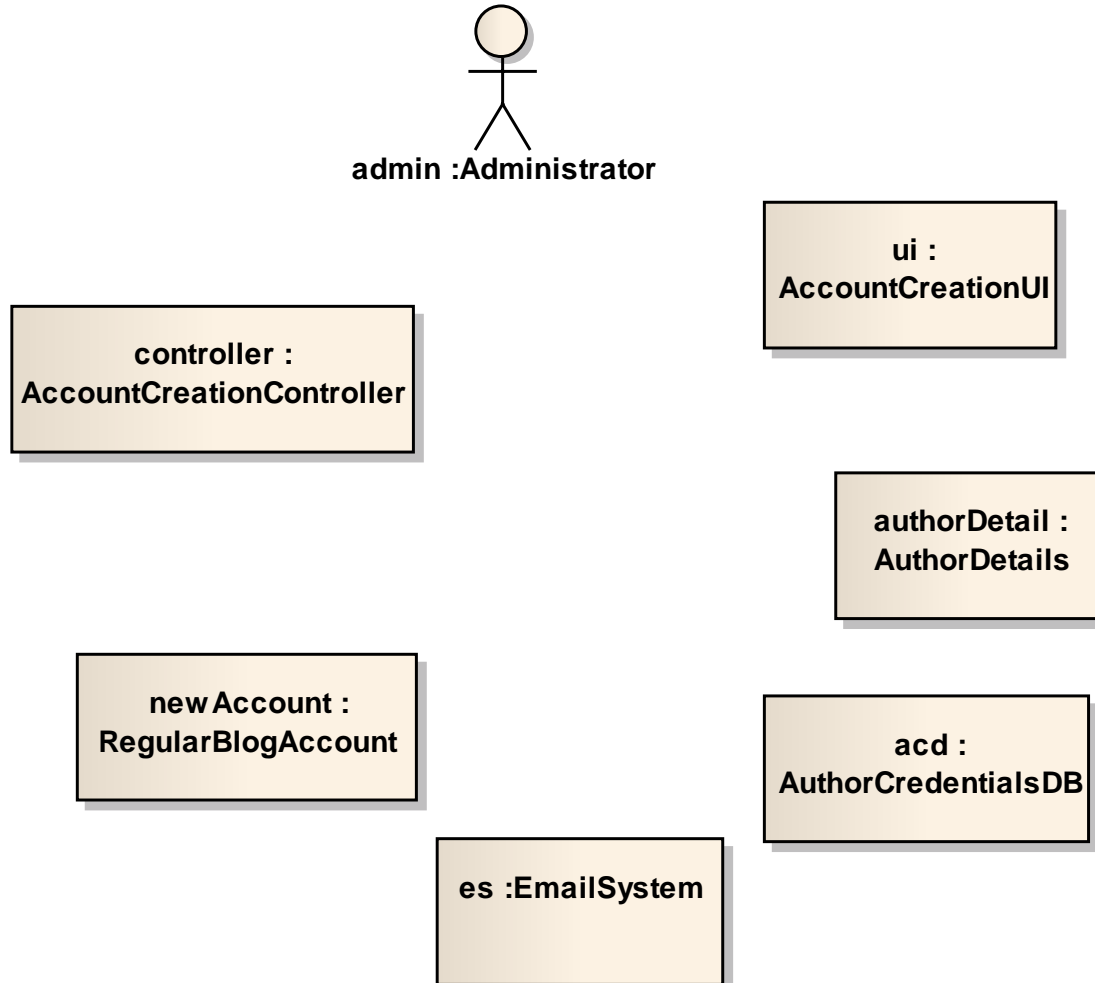 admin :Administrator
ui :
AccountCreationUI
controller :
AccountCreationController
authorDetail :
AuthorDetails
newAccount :
RegularBlogAccount
acd :
AuthorCredentialsDB
es :EmailSystem